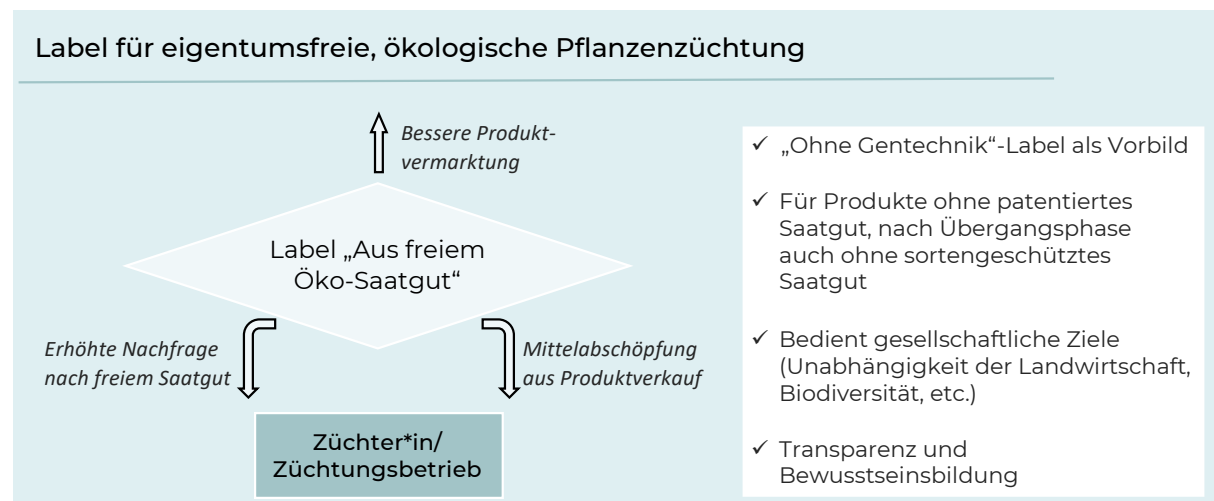 Label für eigentumsfreie, ökologische Pflanzenzüchtung
Bessere Produkt-
vermarktung
Label „Aus freiem
Öko-Saatgut“
Erhöhte Nachfrage
nach freiem Saatgut
Mittelabschöpfung
aus Produktverkauf
Züchter*in/
Züchtungsbetrieb
✓ „Ohne Gentechnik“-Label als Vorbild
✓ Für Produkte ohne patentiertes
Saatgut, nach Übergangsphase
auch ohne sortengeschütztes
Saatgut
✓ Bedient gesellschaftliche Ziele
(Unabhängigkeit der Landwirtschaft,
Biodiversität, etc.)
✓ Transparenz und
Bewusstseinsbildung